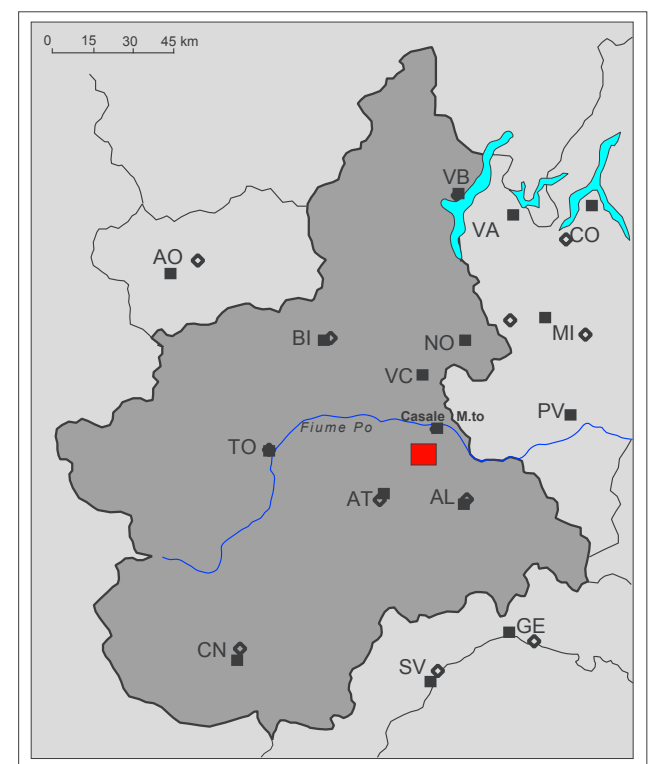 0 15 30 45 km
VB
VA
CO
AO
BI
NO
MI
VC
Casale M.to
PV
Fiume Po
TO
AT
AL
GE
CN
SV